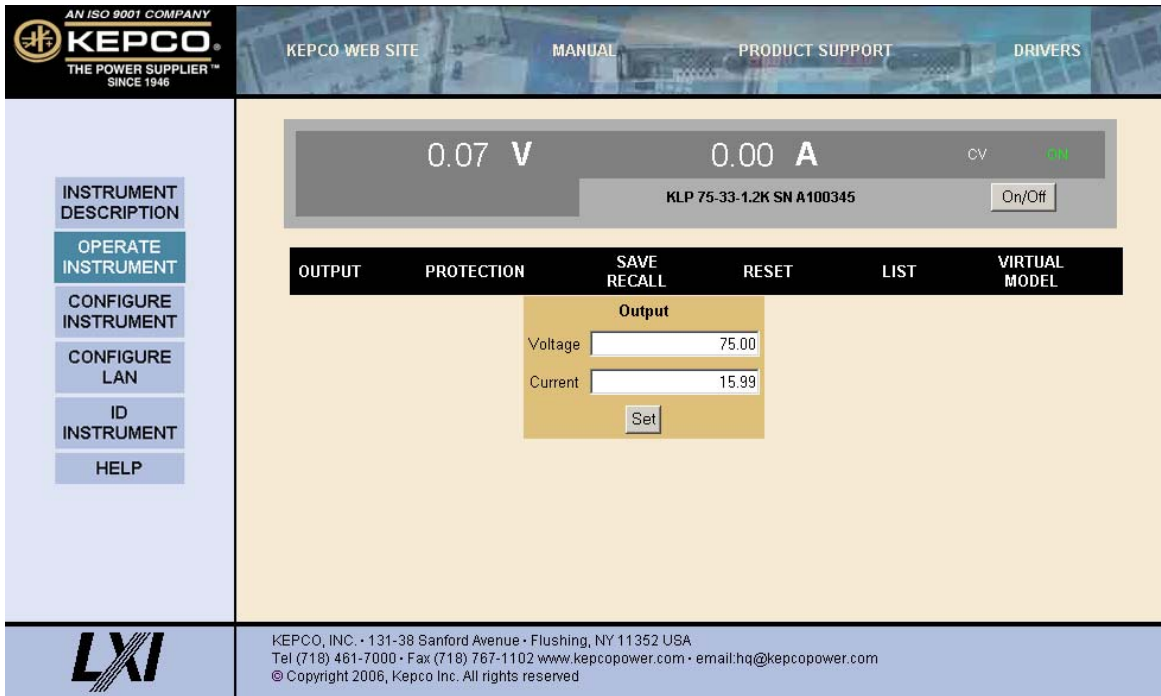 AN ISO 9001 COMPANY
KEPCO®
THE POWER SUPPLIER™
SINCE 1946
KEPCO WEB SITE
MANUAL
PRODUCT SUPPORT
DRIVERS
INSTRUMENT
DESCRIPTION
OPERATE
INSTRUMENT
CONFIGURE
INSTRUMENT
CONFIGURE
LAN
ID
INSTRUMENT
HELP
0.07 V
0.00 A
CV
ON
KLP 75-33-1.2K SN A100345
On/Off
OUTPUT
PROTECTION
SAVE
RECALL
RESET
LIST
VIRTUAL
MODEL
Output
Voltage 75.00
Current 15.99
Set
LXI
KEPCO, INC. • 131-38 Sanford Avenue • Flushing, NY 11352 USA
Tel (718) 461-7000 • Fax (718) 767-1102 www.kepcopower.com • email:hq@kepcopower.com
© Copyright 2006, Kepco Inc. All rights reserved